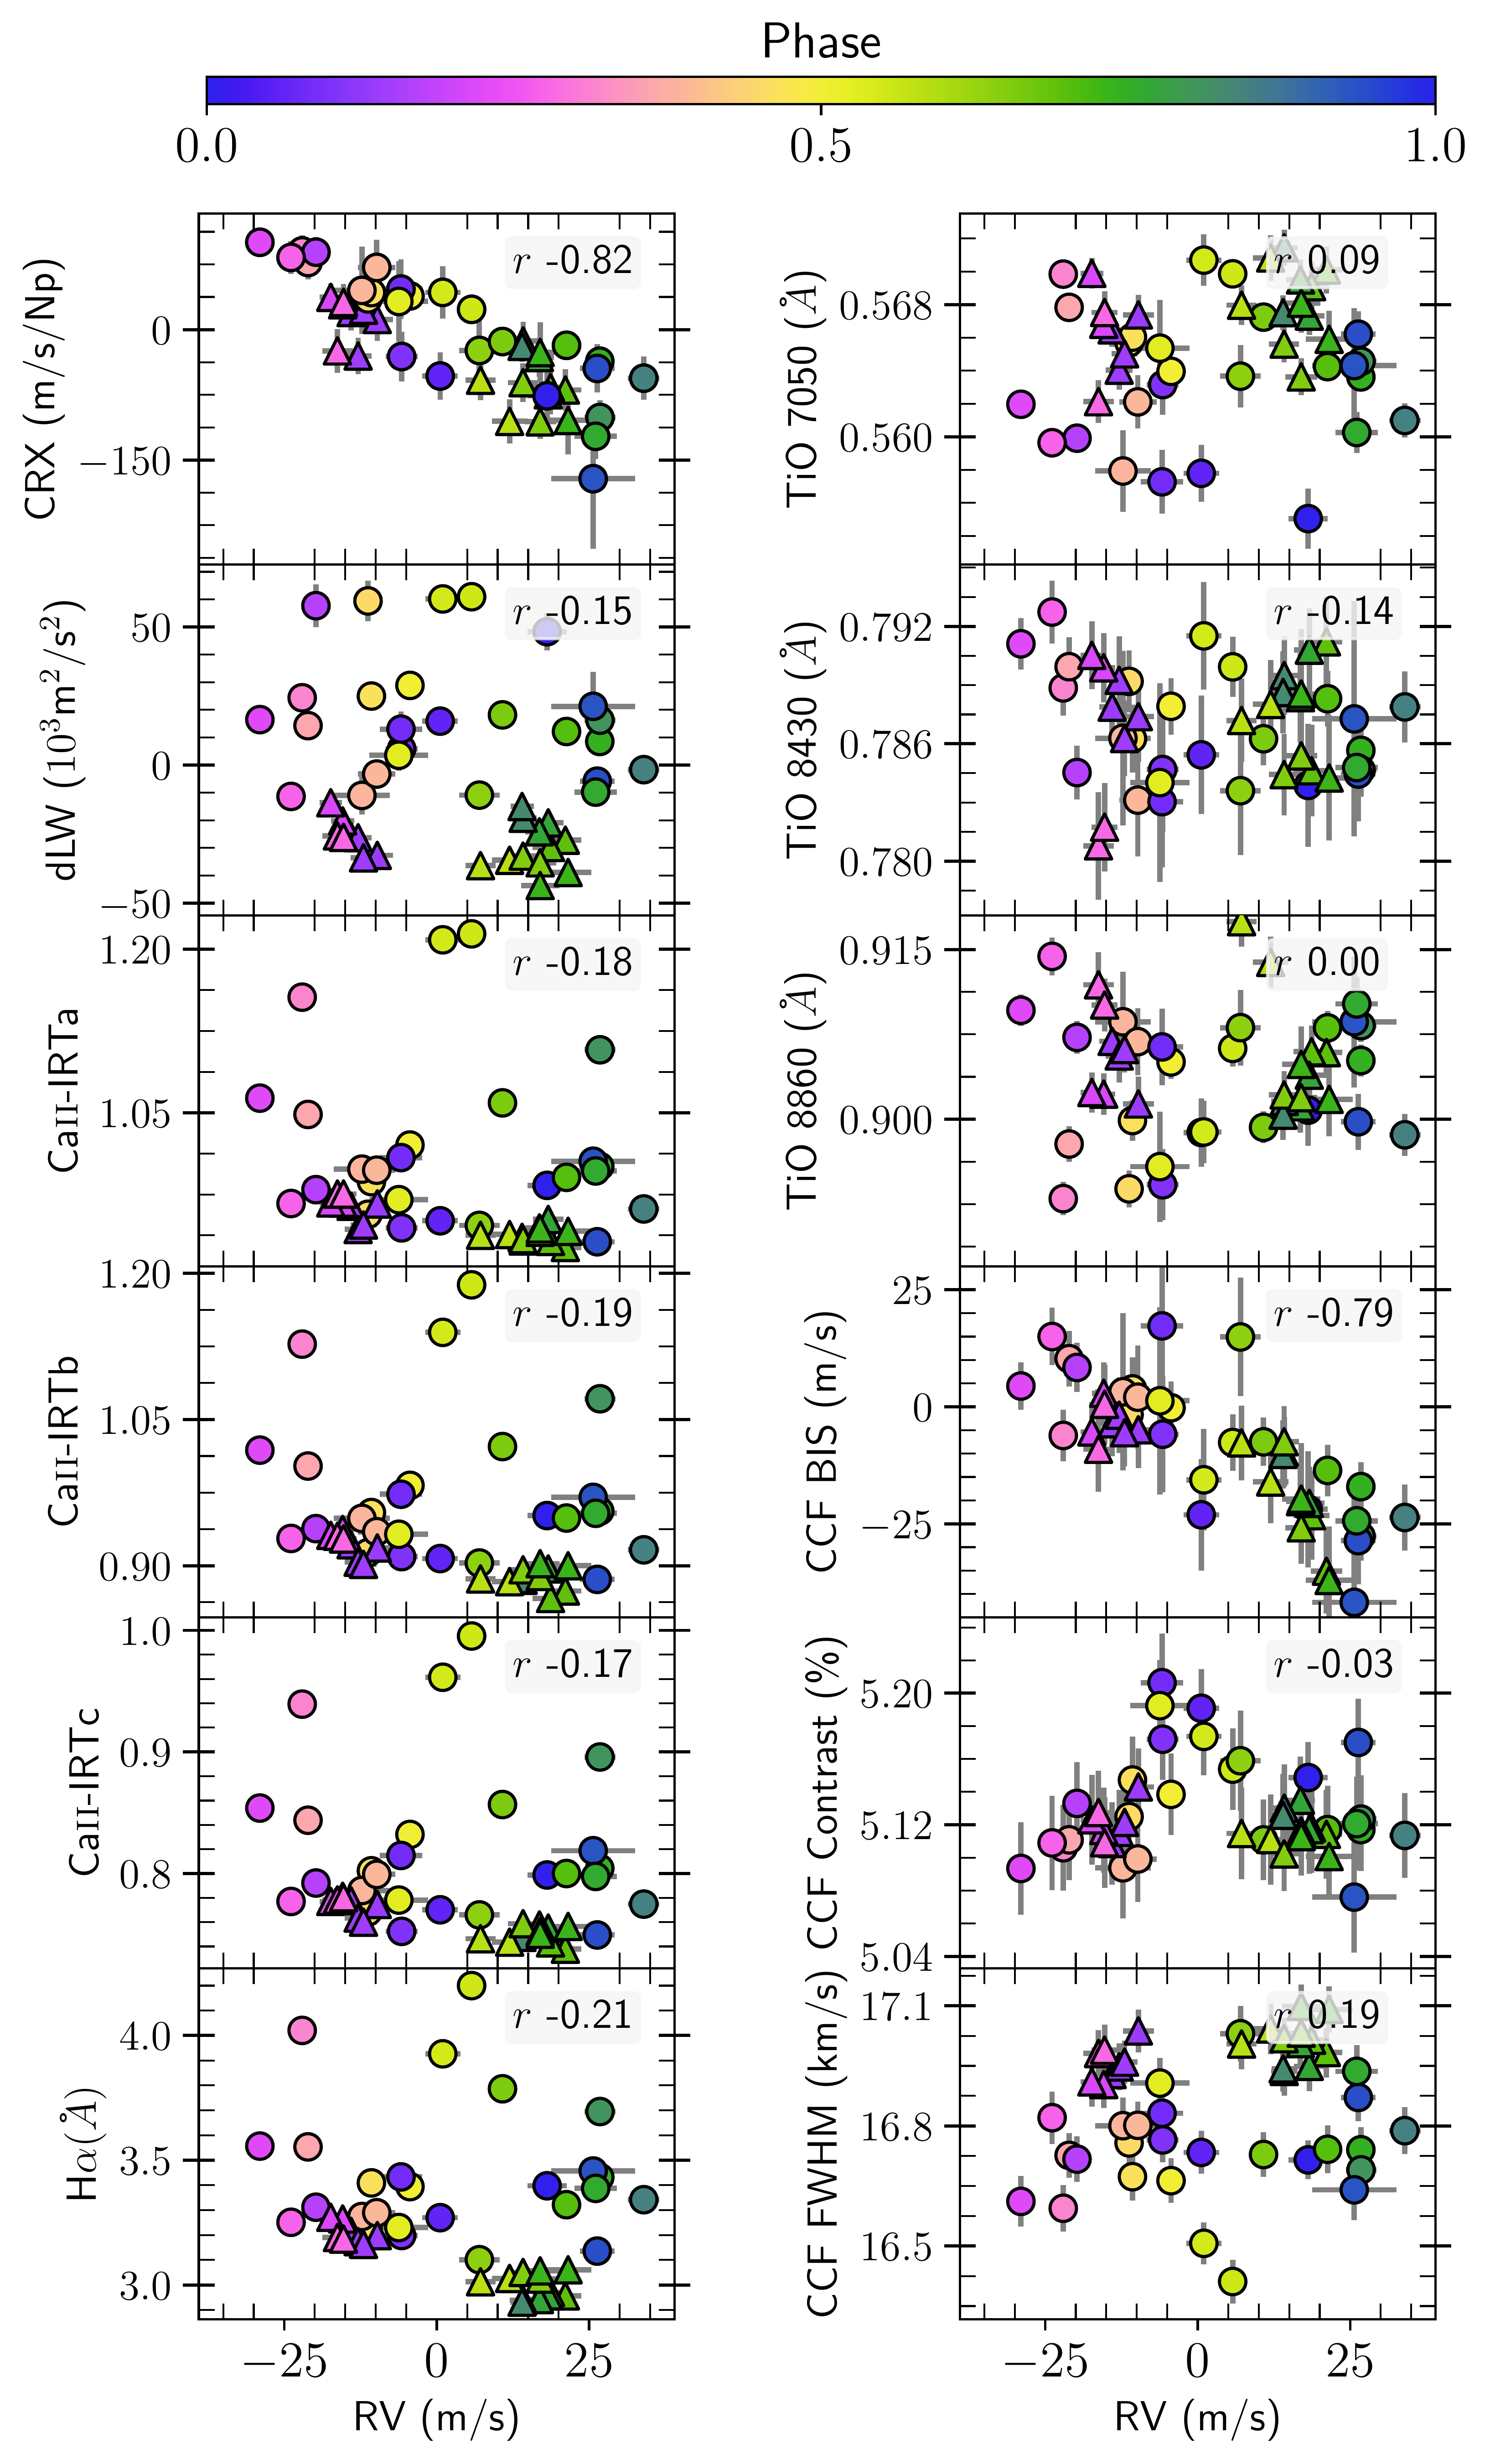 Phase
0.0 0.5 1.0
CRX (m/s/Np)
0
−150
r -0.82
TiO 7050 (Å)
0.568
0.560
r 0.09
dLW (10³m²/s²)
50
0
−50
r -0.15
TiO 8430 (Å)
0.792
0.786
0.780
r -0.14
CaII-IRTa
1.20
1.05
r -0.18
TiO 8860 (Å)
0.915
0.900
r 0.00
CaII-IRTb
1.20
1.05
0.90
r -0.19
CCF BIS (m/s)
25
0
−25
r -0.79
CaII-IRTc
1.0
0.9
0.8
r -0.17
CCF Contrast (%)
5.20
5.12
5.04
r -0.03
Hα(Å)
4.0
3.5
3.0
r -0.21
CCF FWHM (km/s)
17.1
16.8
16.5
r 0.19
−25 0 25
RV (m/s)
−25 0 25
RV (m/s)